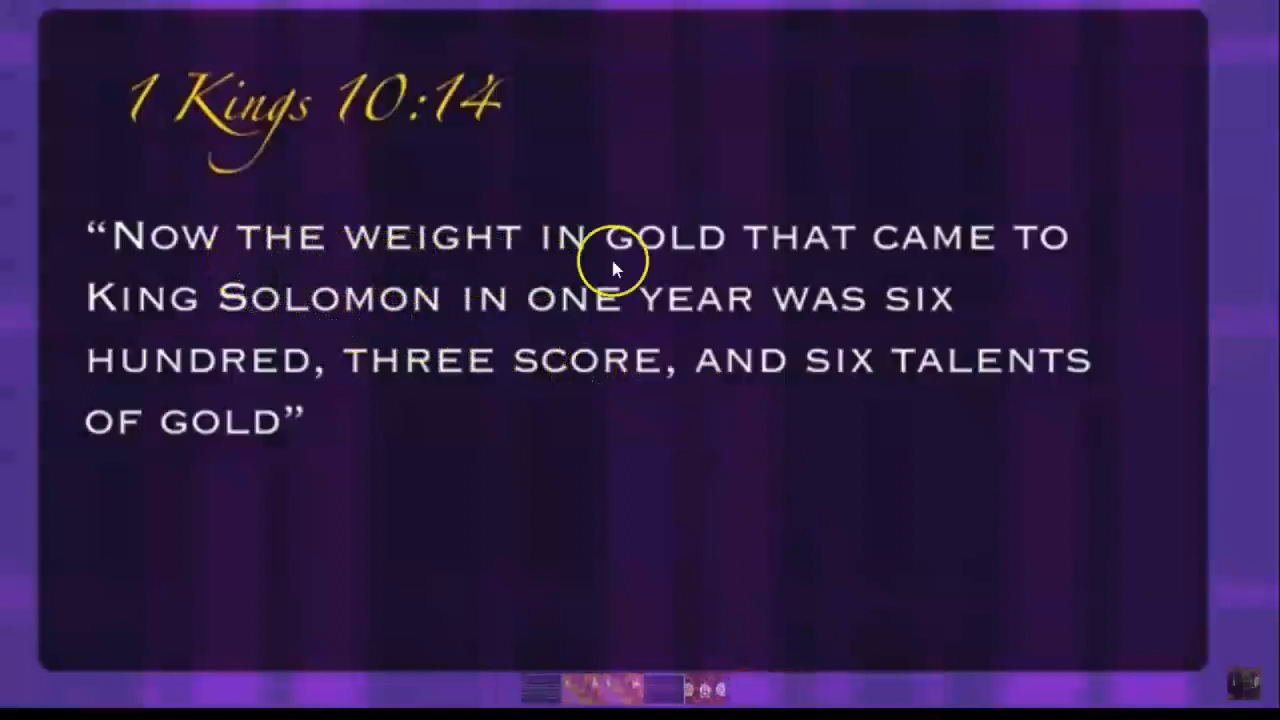 1 Kings 10:14
“Now the weight in gold that came to
King Solomon in one year was six
hundred, three score, and six talents
of gold”